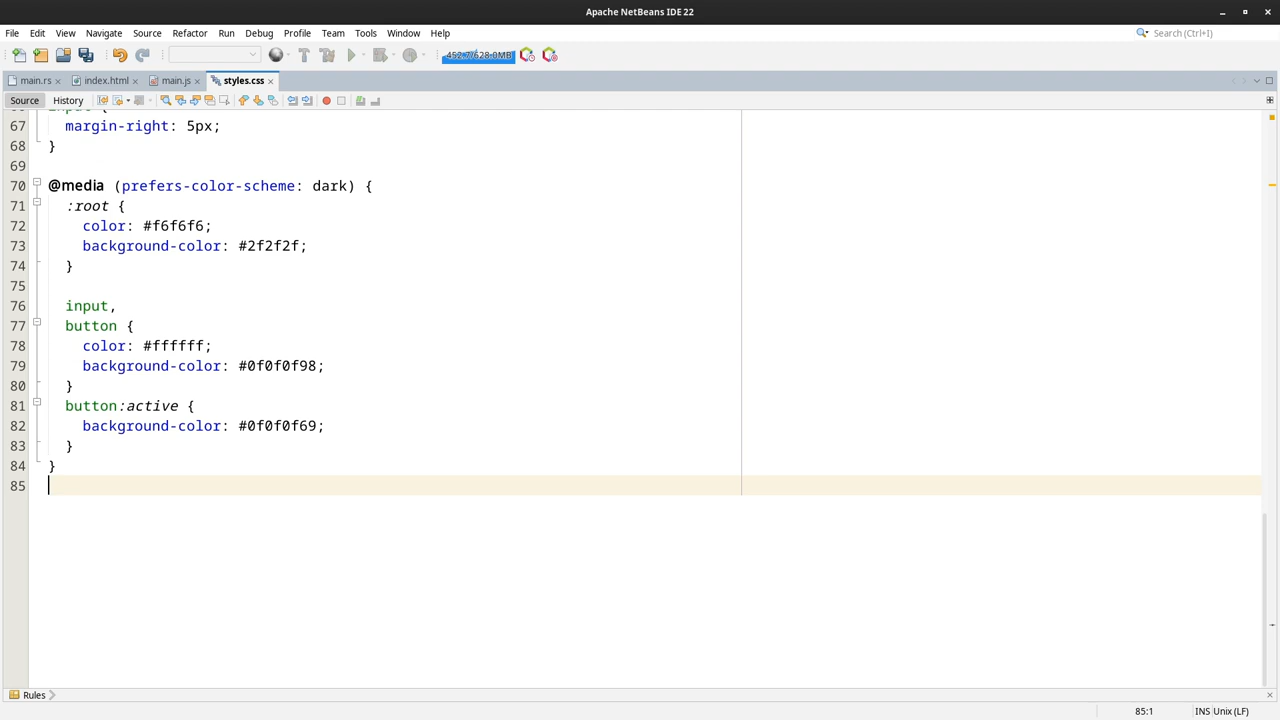 Apache NetBeans IDE 22
File Edit View Navigate Source Refactor Run Debug Profile Team Tools Window Help
Search (Ctrl+I)
452.7/628.0MB
main.rs index.html main.js styles.css
Source History
67 margin-right: 5px;
68 }
69
70 @media (prefers-color-scheme: dark) {
71 :root {
72 color: #f6f6f6;
73 background-color: #2f2f2f;
74 }
75
76 input,
77 button {
78 color: #ffffff;
79 background-color: #0f0f0f98;
80 }
81 button:active {
82 background-color: #0f0f0f69;
83 }
84 }
85
Rules
85:1 INS Unix (LF)